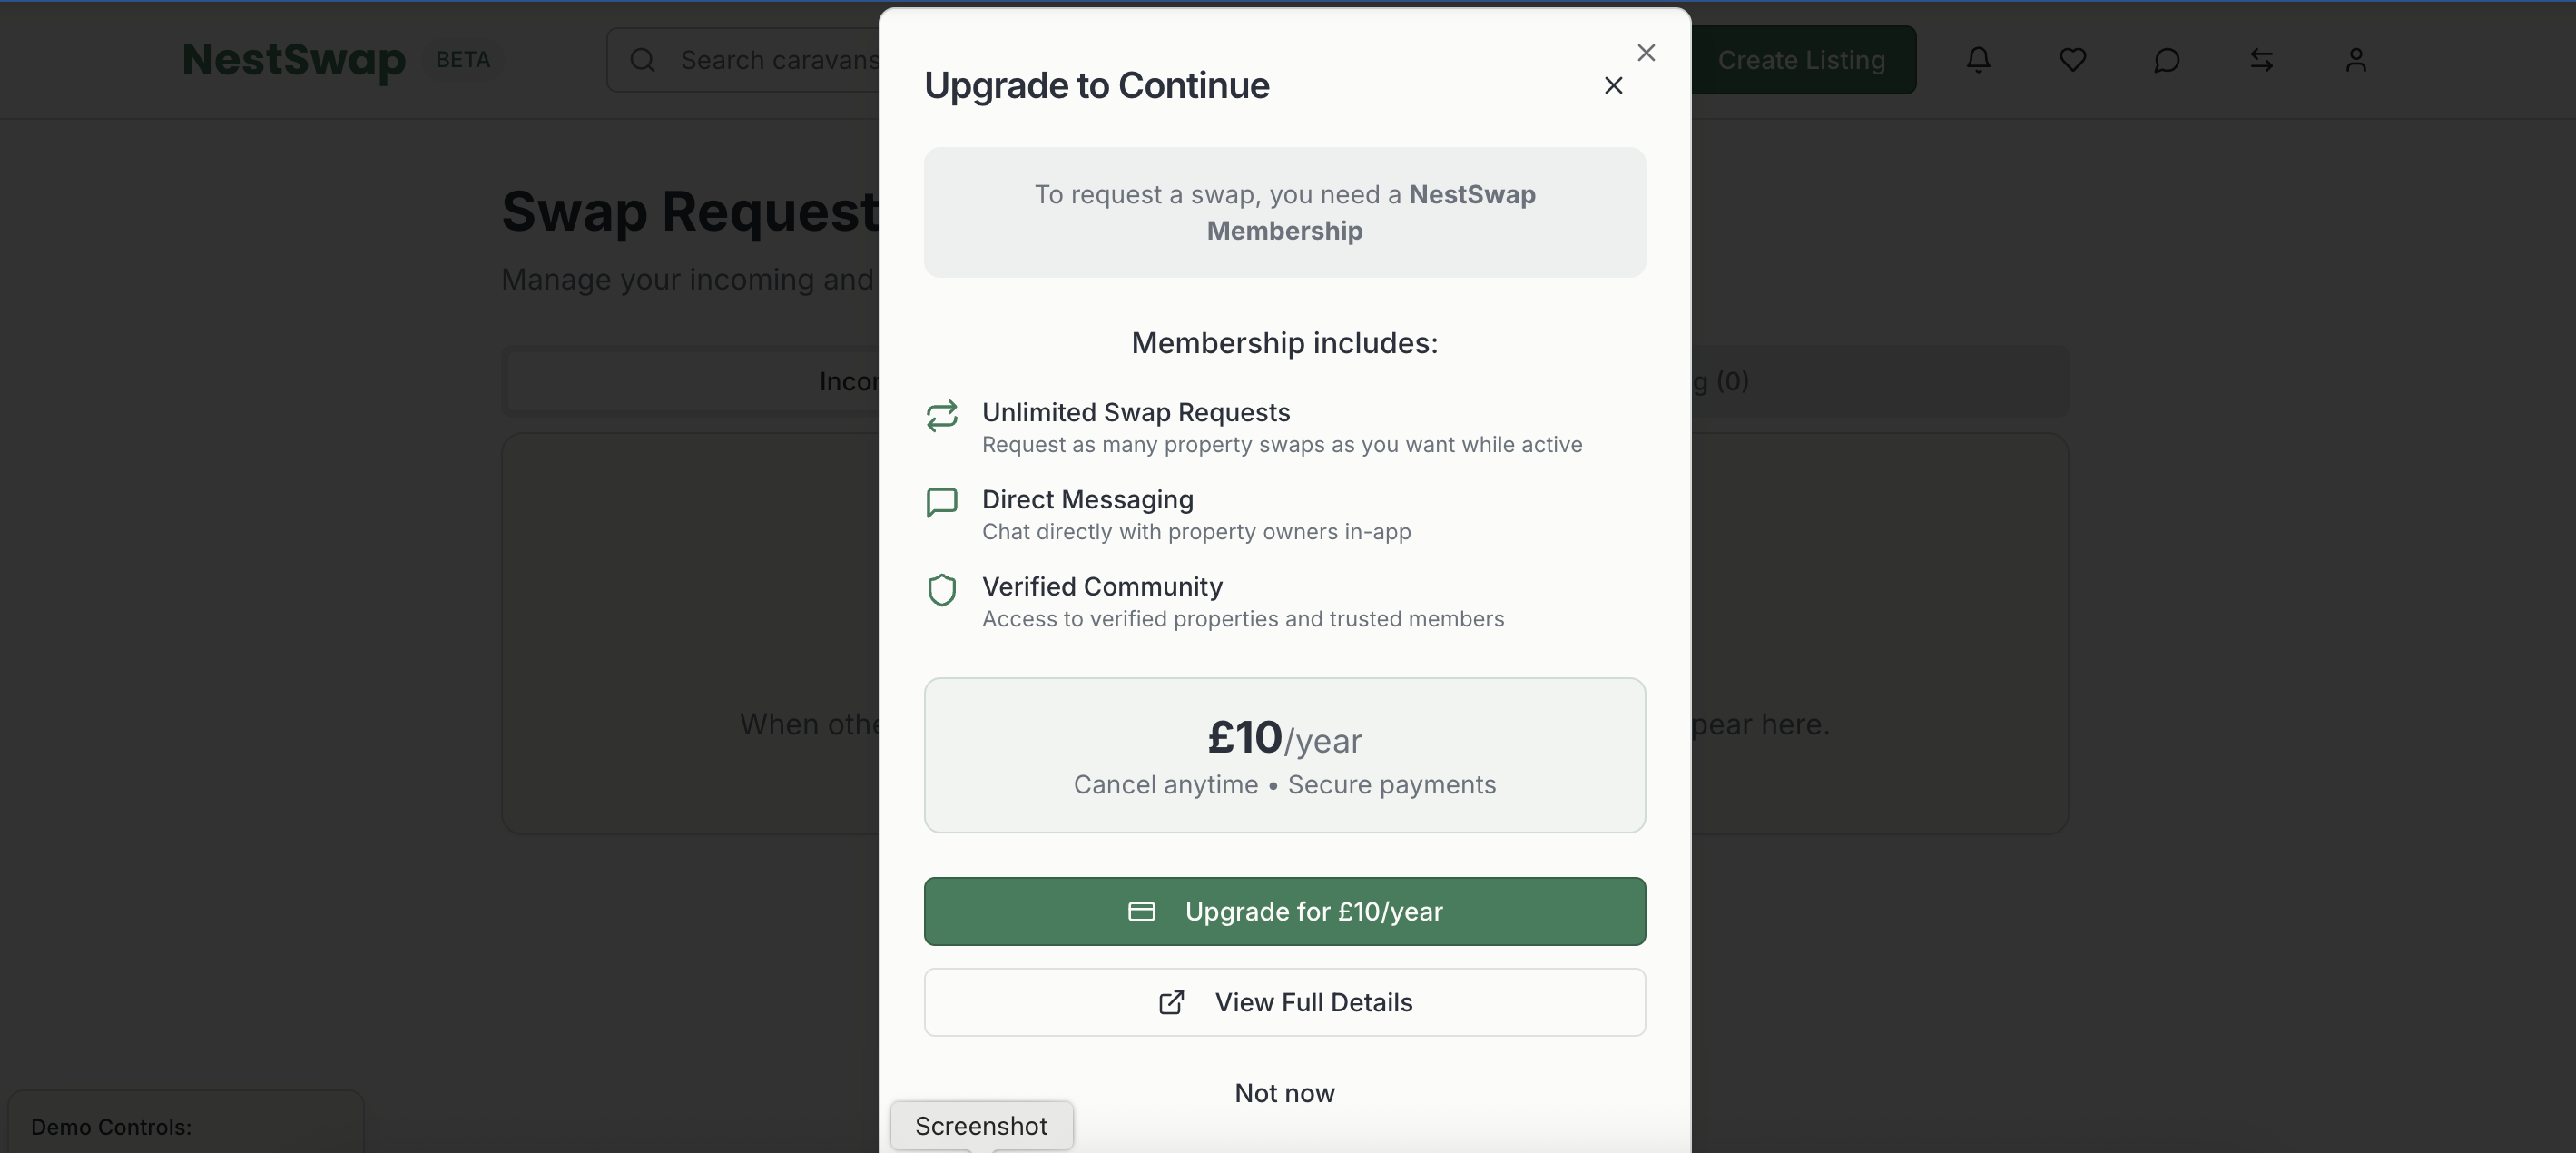 NestSwap BETA
Search caravans
Create Listing
Upgrade to Continue
To request a swap, you need a NestSwap
Membership
Swap Request
Manage your incoming and
g (0)
When othe
pear here.
Membership includes:
Unlimited Swap Requests
Request as many property swaps as you want while active
Direct Messaging
Chat directly with property owners in-app
Verified Community
Access to verified properties and trusted members
£10/year
Cancel anytime • Secure payments
Upgrade for £10/year
View Full Details
Not now
Screenshot
Demo Controls: